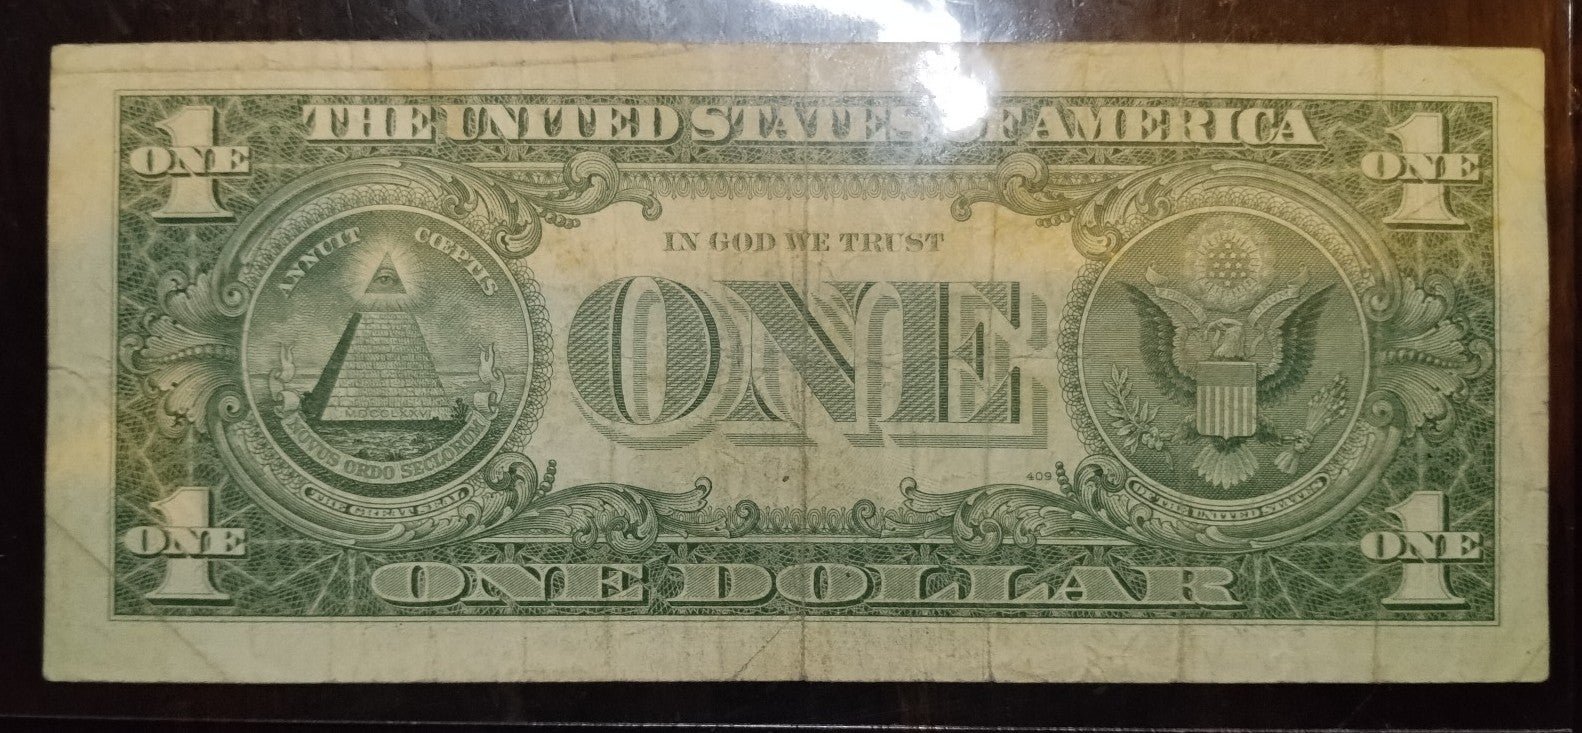 THE UNITED STATES OF AMERICA
1
ONE
1
ONE
ANNUIT CŒPTIS
IN GOD WE TRUST
ONE
MDCCLXXVI
NOVUS ORDO SECLORUM
THE GREAT SEAL
409
OF THE UNITED STATES
1
ONE
1
ONE
ONE DOLLAR